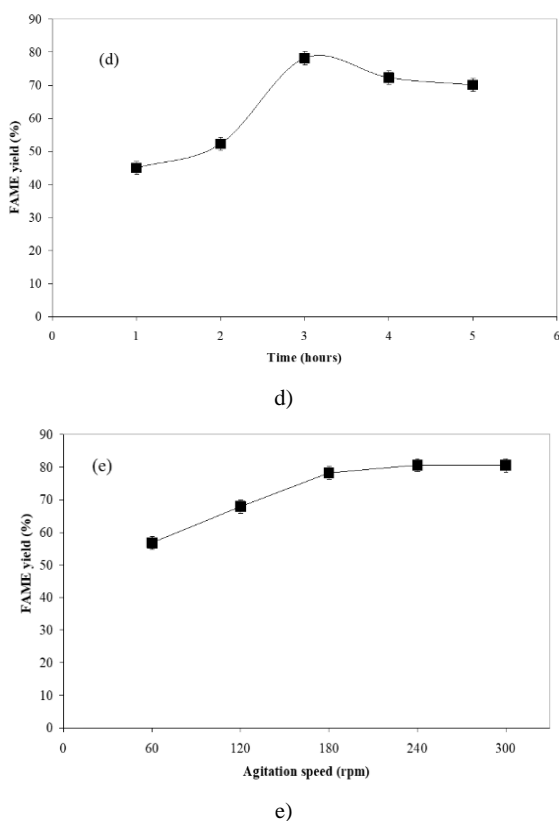 90
80
70
60
50
40
30
20
10
0
FAME yield (%)
(d)
0 1 2 3 4 5 6
Time (hours)
d)
90
80
70
60
50
40
30
20
10
0
FAME yield (%)
(e)
0 60 120 180 240 300
Agitation speed (rpm)
e)